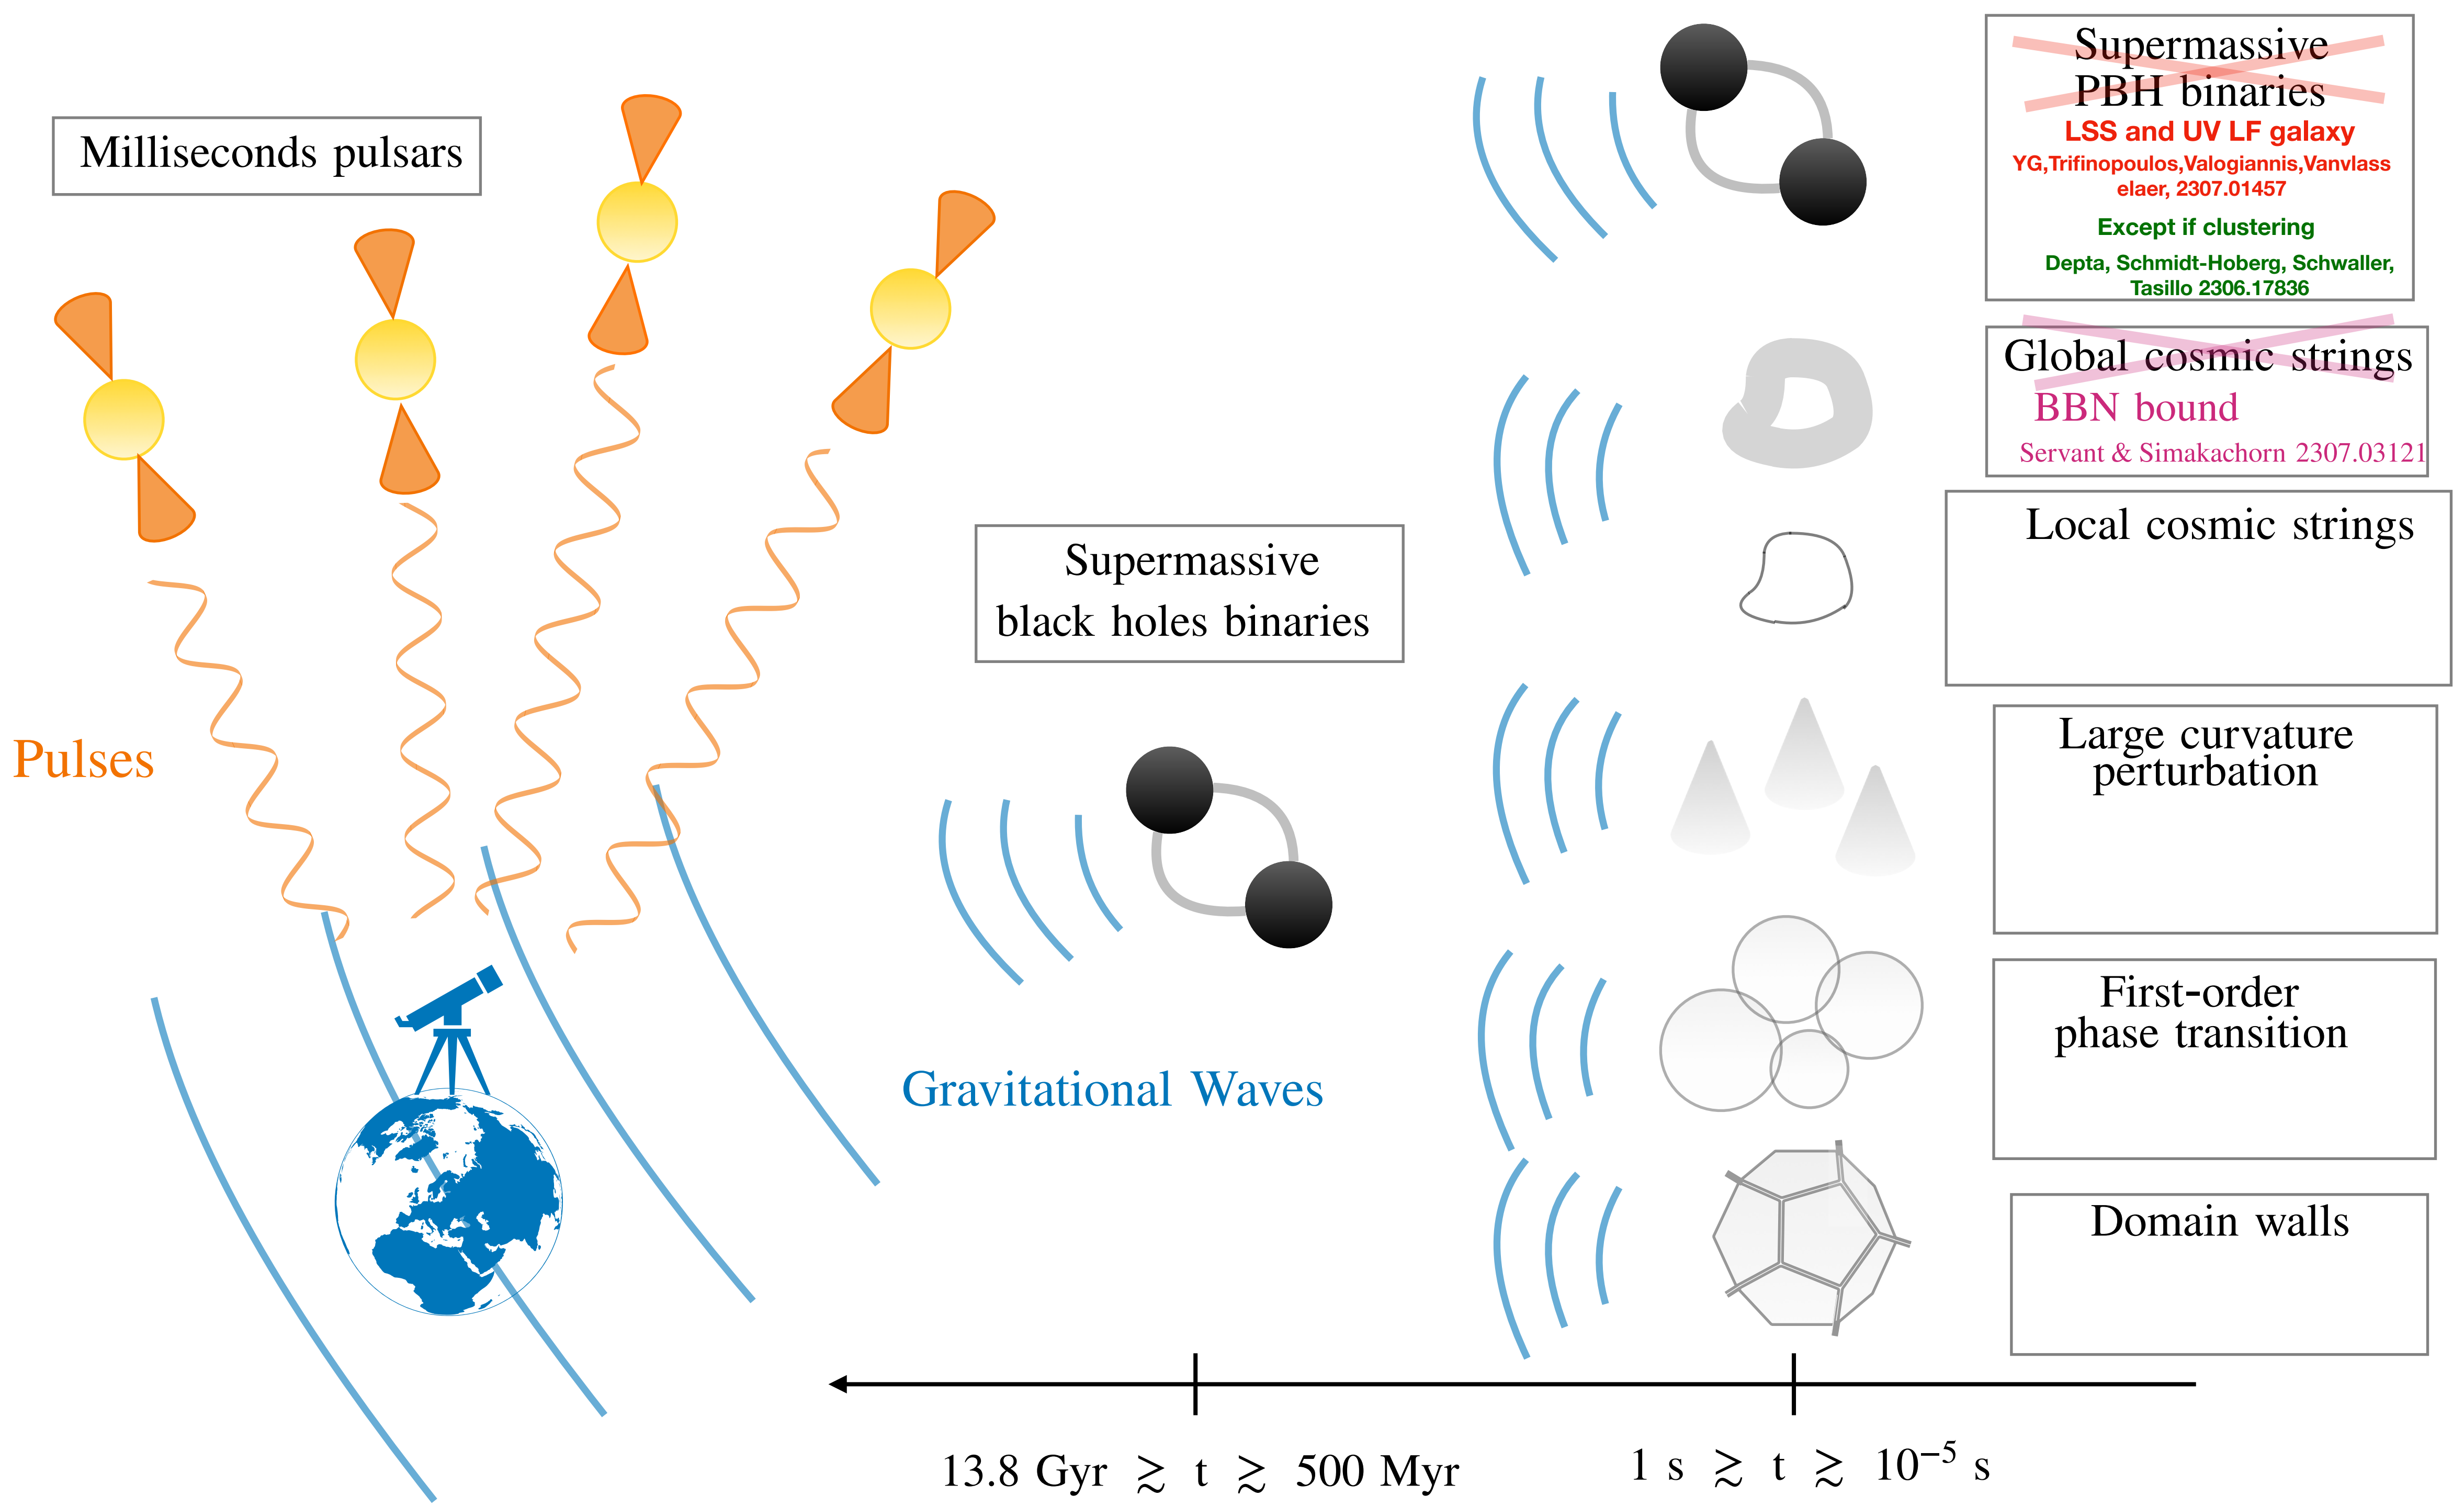 Milliseconds pulsars
Pulses
Supermassive
black holes binaries
Gravitational Waves
Supermassive
PBH binaries
LSS and UV LF galaxy
YG,Trifinopoulos,Valogiannis,Vanvlass
elaer, 2307.01457
Except if clustering
Depta, Schmidt-Hoberg, Schwaller,
Tasillo 2306.17836
Global cosmic strings
BBN bound
Servant & Simakachorn 2307.03121
Local cosmic strings
Large curvature
perturbation
First-order
phase transition
Domain walls
13.8 Gyr ≳ t ≳ 500 Myr
1 s ≳ t ≳ 10⁻⁵ s